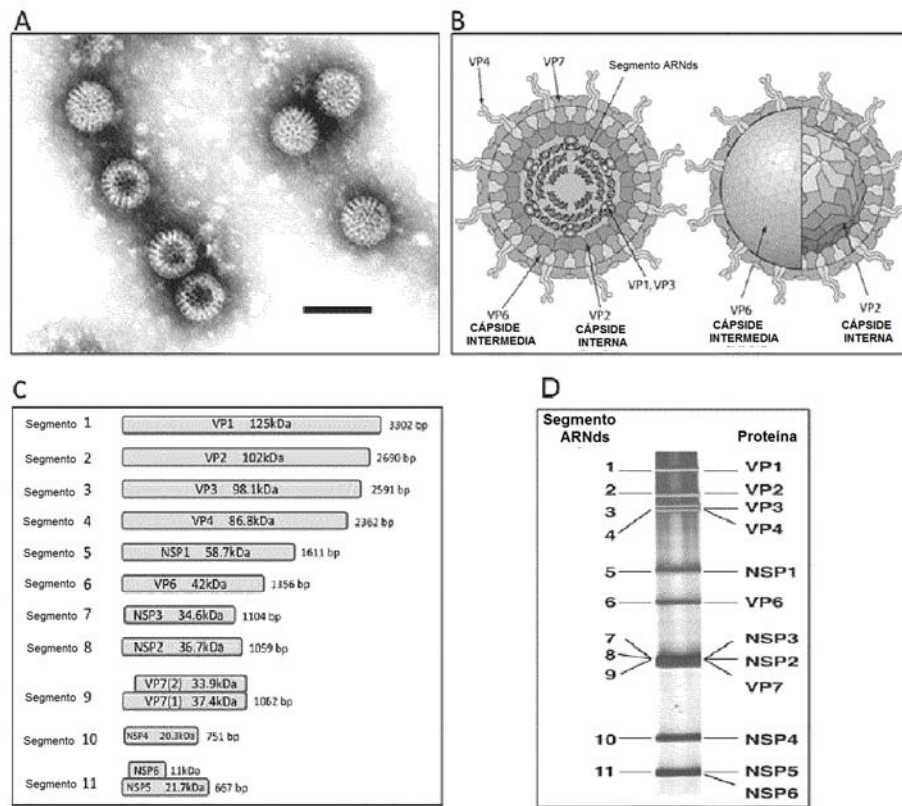 A
B
VP4
VP7
Segmento ARNds
VP1, VP3
VP6
CÁPSIDE
INTERMEDIA
VP2
CÁPSIDE
INTERNA
VP6
CÁPSIDE
INTERMEDIA
VP2
CÁPSIDE
INTERNA
C
Segmento 1 VP1 125kDa 3302 bp
Segmento 2 VP2 102kDa 2690 bp
Segmento 3 VP3 98.1kDa 2591 bp
Segmento 4 VP4 86.8kDa 2362 bp
Segmento 5 NSP1 58.7kDa 1611 bp
Segmento 6 VP6 42kDa 1356 bp
Segmento 7 NSP3 34.6kDa 1104 bp
Segmento 8 NSP2 36.7kDa 1059 bp
VP7(2) 33.9kDa
Segmento 9 VP7(1) 37.4kDa 1062 bp
Segmento 10 NSP4 20.3kDa 751 bp
NSP6 11kDa
Segmento 11 NSP5 21.7kDa 667 bp
D
Segmento
ARNds
Proteína
1 VP1
2 VP2
3 VP3
4 VP4
5 NSP1
6 VP6
7 NSP3
8 NSP2
9 VP7
10 NSP4
11 NSP5
NSP6